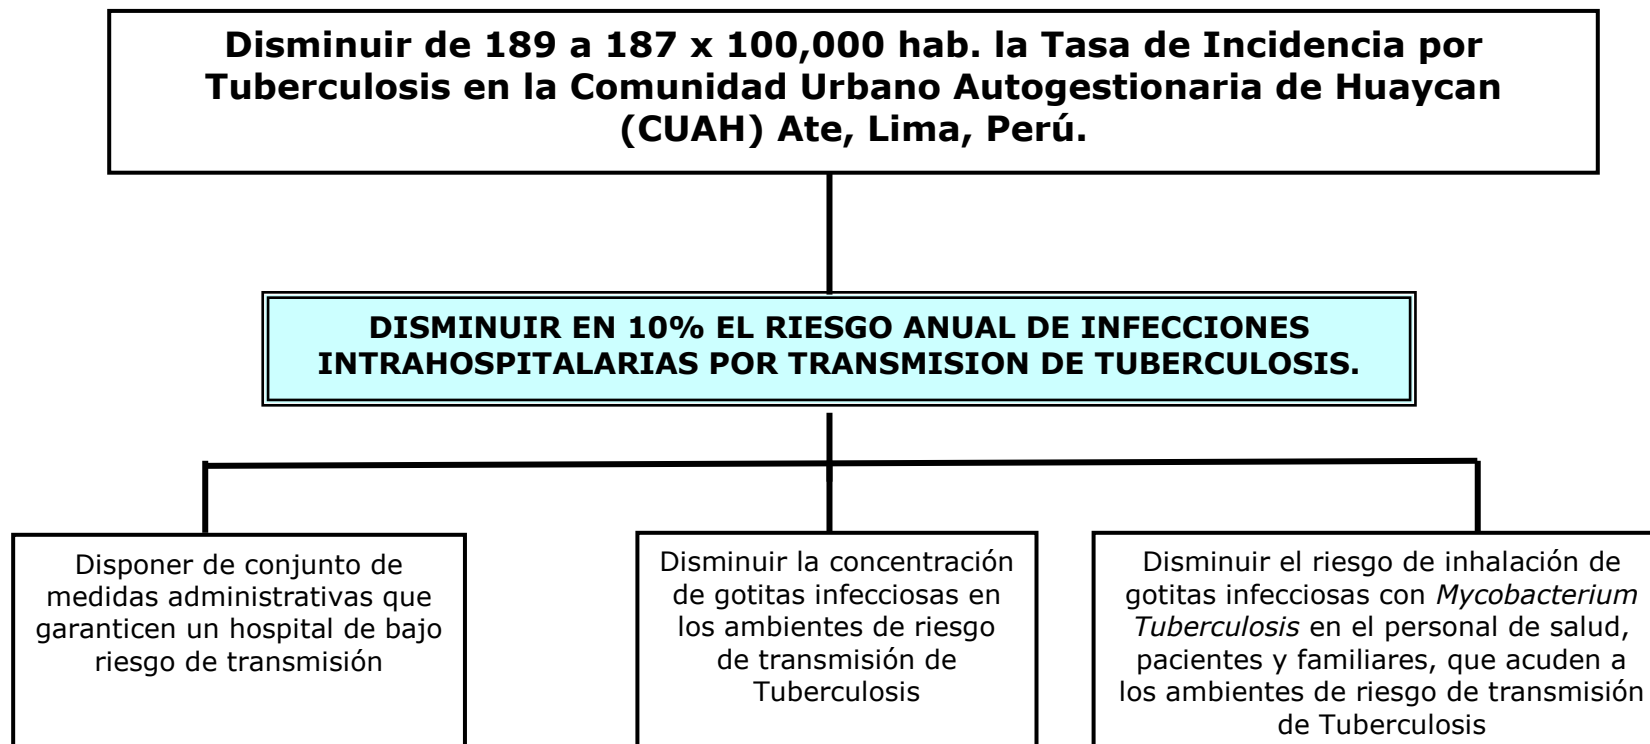 Disminuir de 189 a 187 x 100,000 hab. la Tasa de Incidencia por
Tuberculosis en la Comunidad Urbano Autogestionaria de Huaycan
(CUAH) Ate, Lima, Perú.
DISMINUIR EN 10% EL RIESGO ANUAL DE INFECCIONES
INTRAHOSPITALARIAS POR TRANSMISION DE TUBERCULOSIS.
Disponer de conjunto de
medidas administrativas que
garanticen un hospital de bajo
riesgo de transmisión
Disminuir la concentración
de gotitas infecciosas en
los ambientes de riesgo
de transmisión de
Tuberculosis
Disminuir el riesgo de inhalación de
gotitas infecciosas con Mycobacterium
Tuberculosis en el personal de salud,
pacientes y familiares, que acuden a
los ambientes de riesgo de transmisión
de Tuberculosis